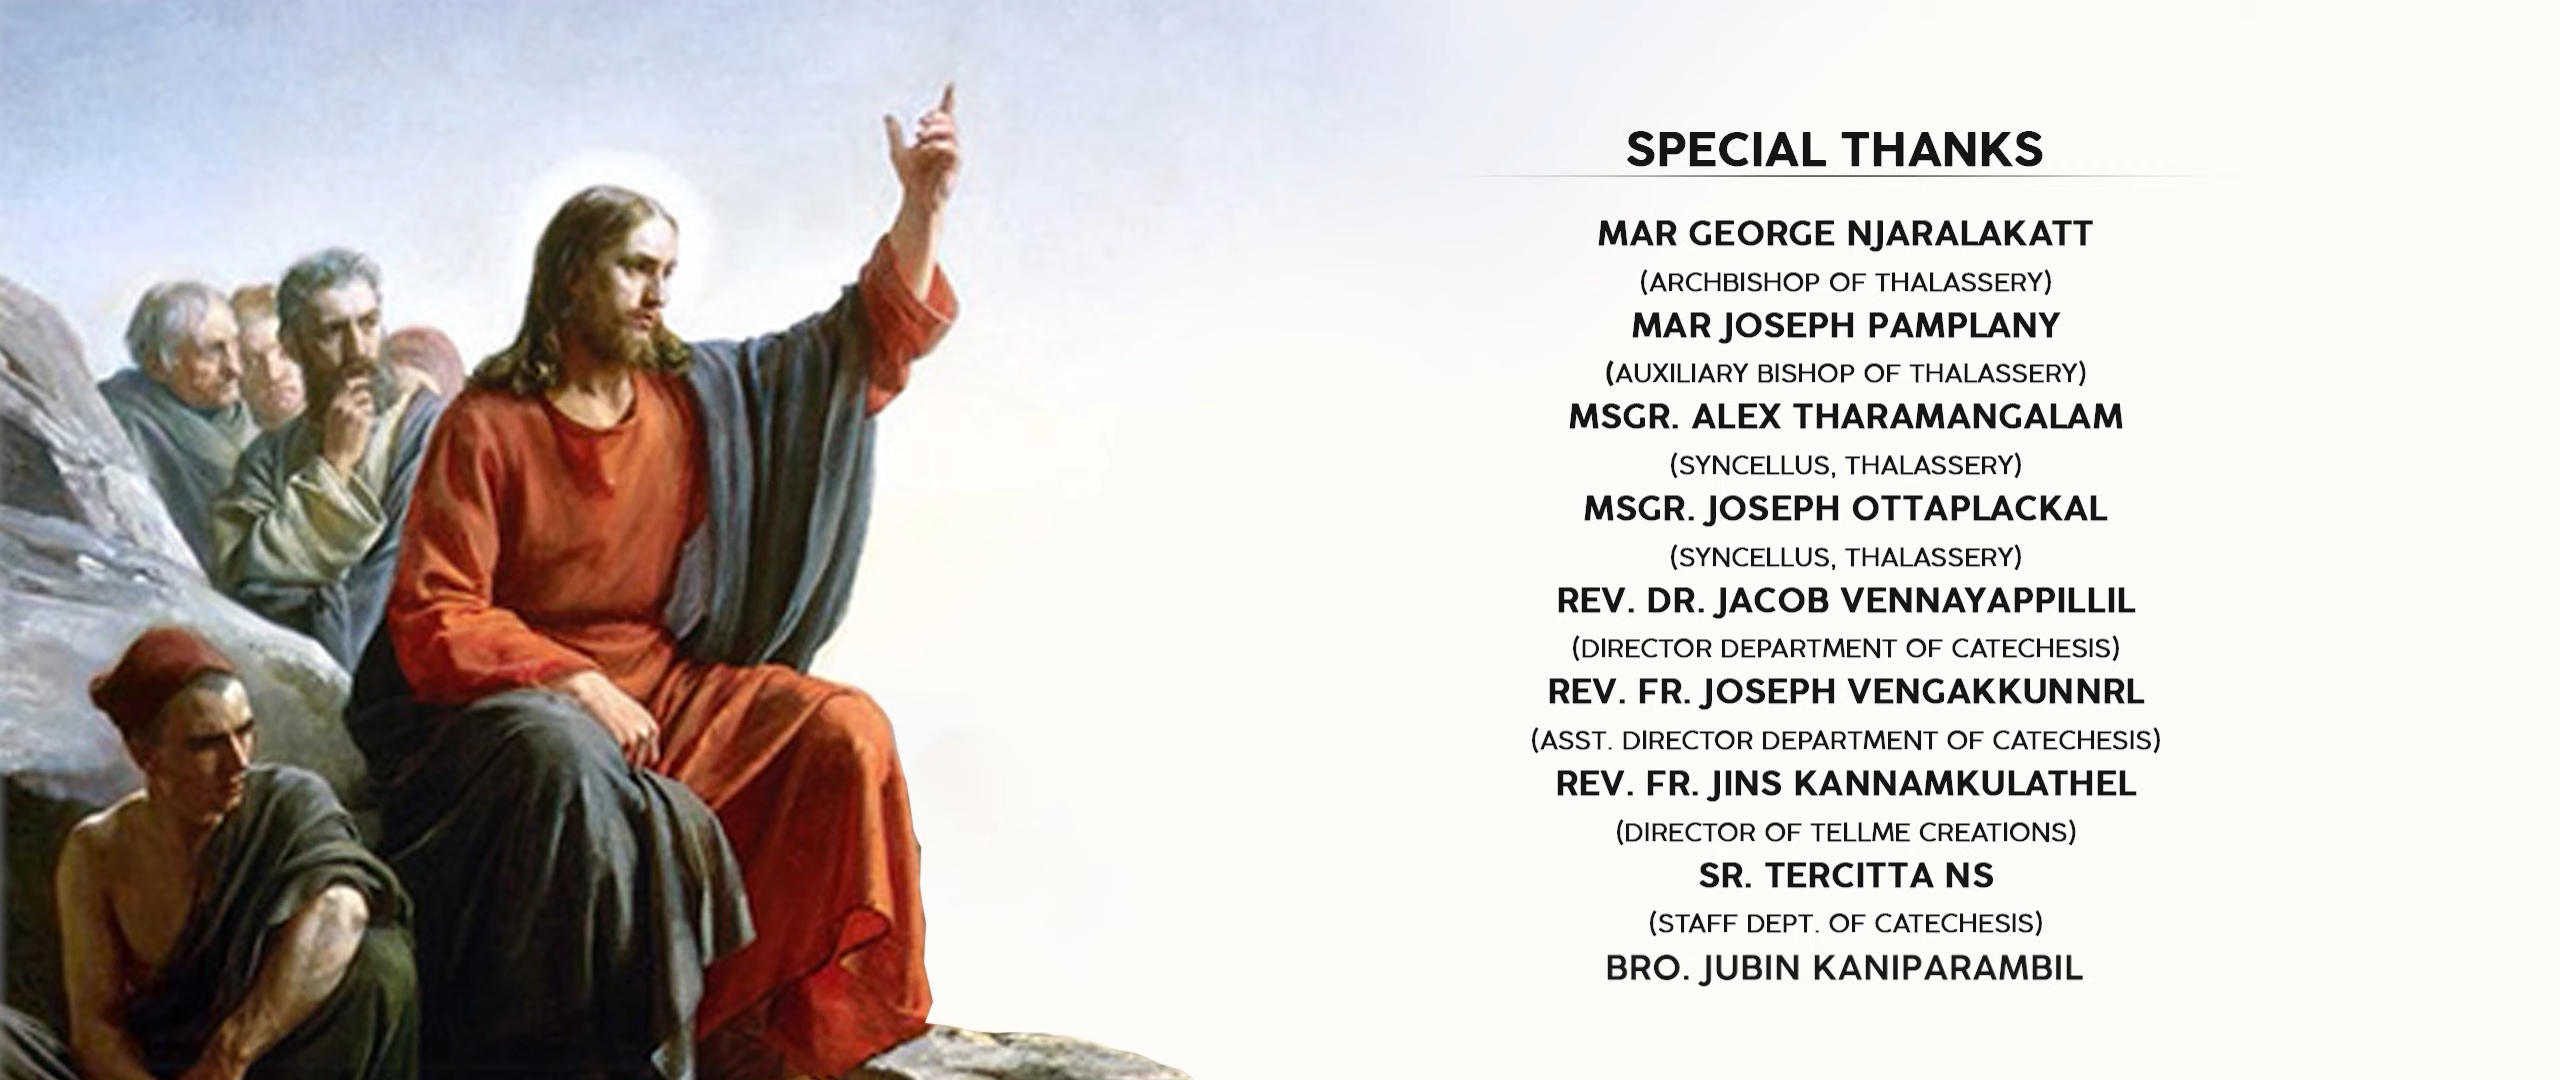 SPECIAL THANKS
MAR GEORGE NJARALAKATT
(ARCHBISHOP OF THALASSERY)
MAR JOSEPH PAMPLANY
(AUXILIARY BISHOP OF THALASSERY)
MSGR. ALEX THARAMANGALAM
(SYNCELLUS, THALASSERY)
MSGR. JOSEPH OTTAPLACKAL
(SYNCELLUS, THALASSERY)
REV. DR. JACOB VENNAYAPPILLIL
(DIRECTOR DEPARTMENT OF CATECHESIS)
REV. FR. JOSEPH VENGAKKUNNRL
(ASST. DIRECTOR DEPARTMENT OF CATECHESIS)
REV. FR. JINS KANNAMKULATHEL
(DIRECTOR OF TELLME CREATIONS)
SR. TERCITTA NS
(STAFF DEPT. OF CATECHESIS)
BRO. JUBIN KANIPARAMBIL